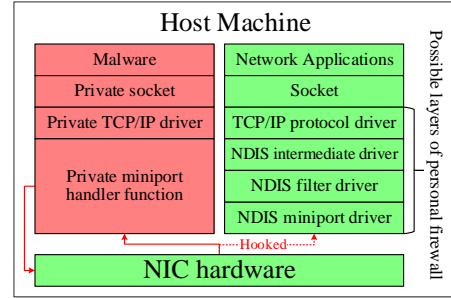 Host Machine
Malware
Private socket
Private TCP/IP driver
Private miniport
handler function
Network Applications
Socket
TCP/IP protocol driver
NDIS intermediate driver
NDIS filter driver
NDIS miniport driver
Possible layers of personal firewall
Hooked
NIC hardware